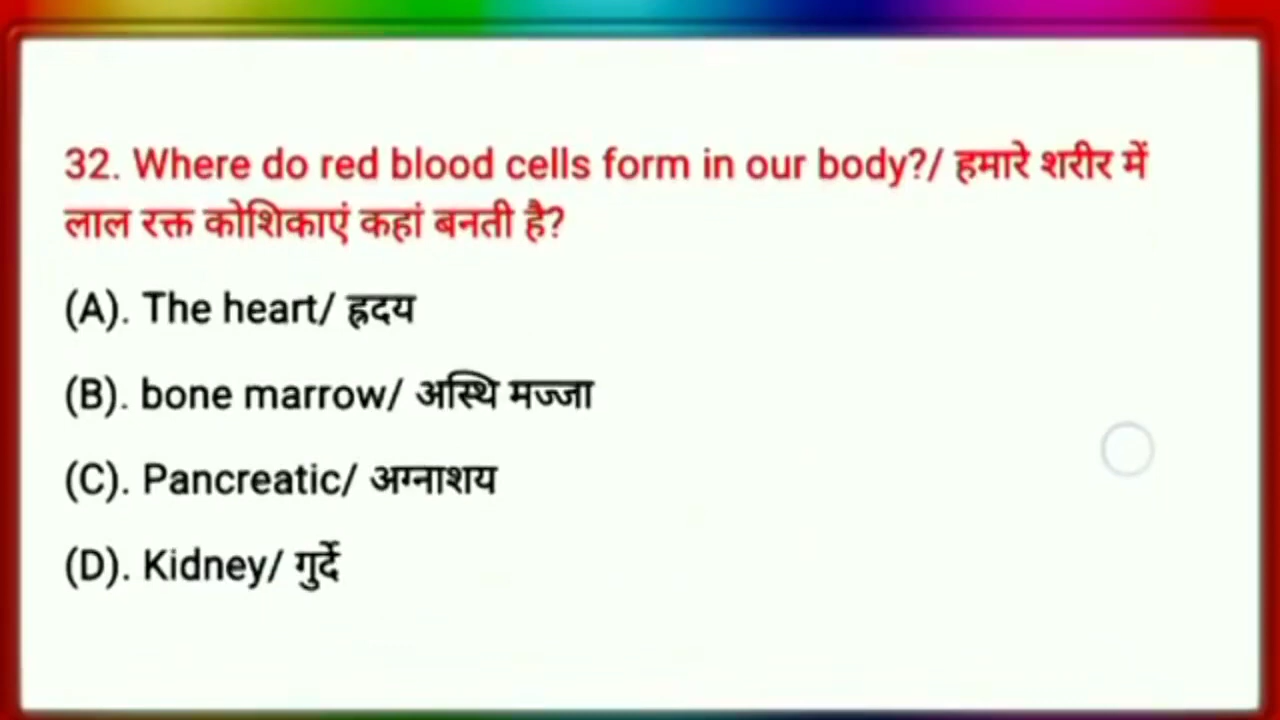 32. Where do red blood cells form in our body?/ हमारे शरीर में
लाल रक्त कोशिकाएं कहां बनती है?
(A). The heart/ ह्रदय
(B). bone marrow/ अस्थि मज्जा
(C). Pancreatic/ अग्नाशय
(D). Kidney/ गुर्दे